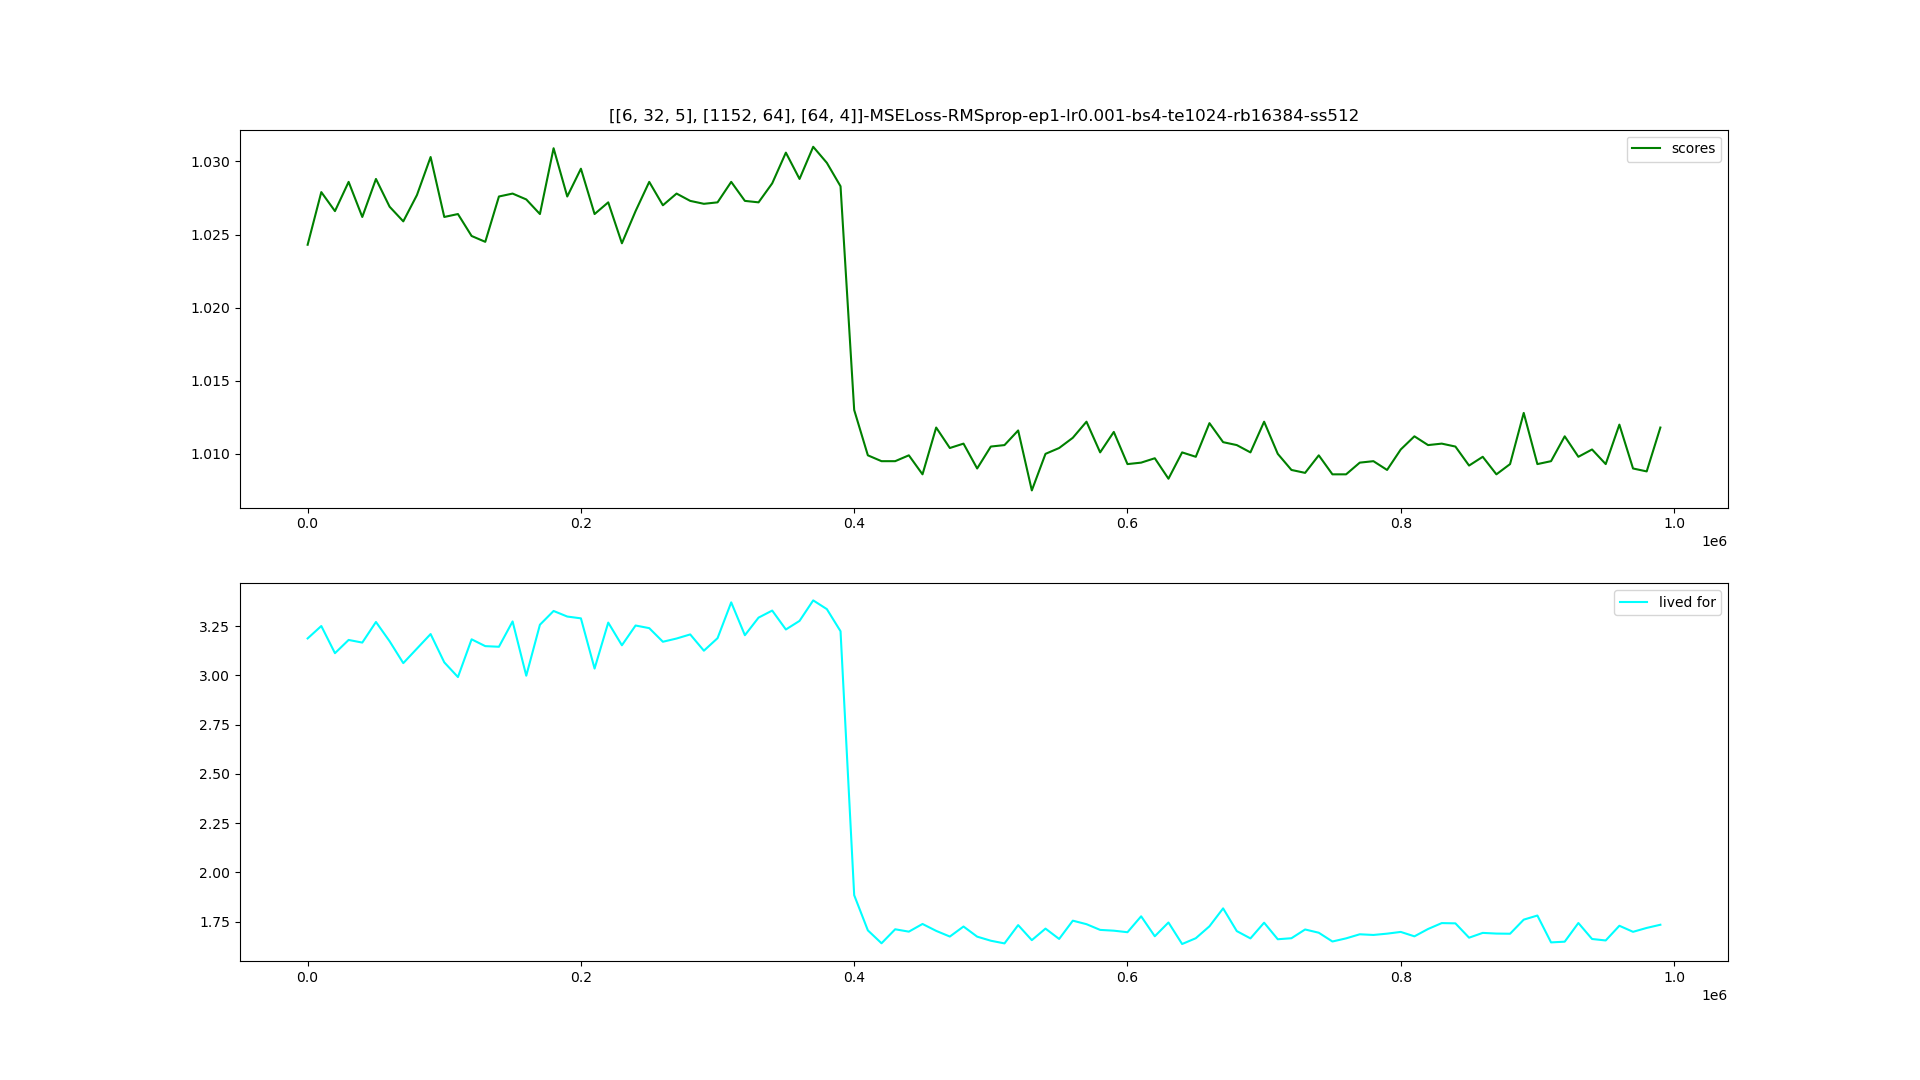 [[6, 32, 5], [1152, 64], [64, 4]]-MSELoss-RMSprop-ep1-lr0.001-bs4-te1024-rb16384-ss512
scores
1.030
1.025
1.020
1.015
1.010
0.0 0.2 0.4 0.6 0.8 1.0
1e6
lived for
3.25
3.00
2.75
2.50
2.25
2.00
1.75
0.0 0.2 0.4 0.6 0.8 1.0
1e6